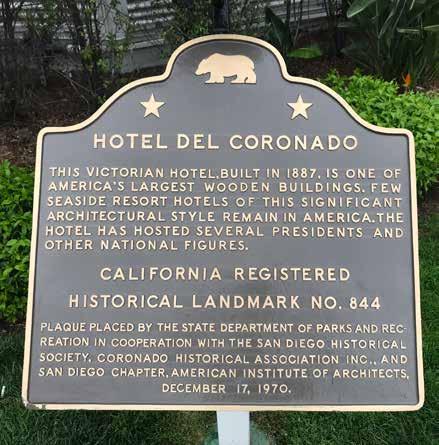 HOTEL DEL CORONADO
THIS VICTORIAN HOTEL, BUILT IN 1887, IS ONE OF
AMERICA'S LARGEST WOODEN BUILDINGS. FEW
SEASIDE RESORT HOTELS OF THIS SIGNIFICANT
ARCHITECTURAL STYLE REMAIN IN AMERICA. THE
HOTEL HAS HOSTED SEVERAL PRESIDENTS AND
OTHER NATIONAL FIGURES.
CALIFORNIA REGISTERED
HISTORICAL LANDMARK NO. 844
PLAQUE PLACED BY THE STATE DEPARTMENT OF PARKS AND REC-
REATION IN COOPERATION WITH THE SAN DIEGO HISTORICAL
SOCIETY, CORONADO HISTORICAL ASSOCIATION INC., AND
SAN DIEGO CHAPTER, AMERICAN INSTITUTE OF ARCHITECTS,
DECEMBER 17, 1970.